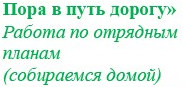 Пора в путь дорогу»
Работа по отрядным
планам
(собираемся домой)